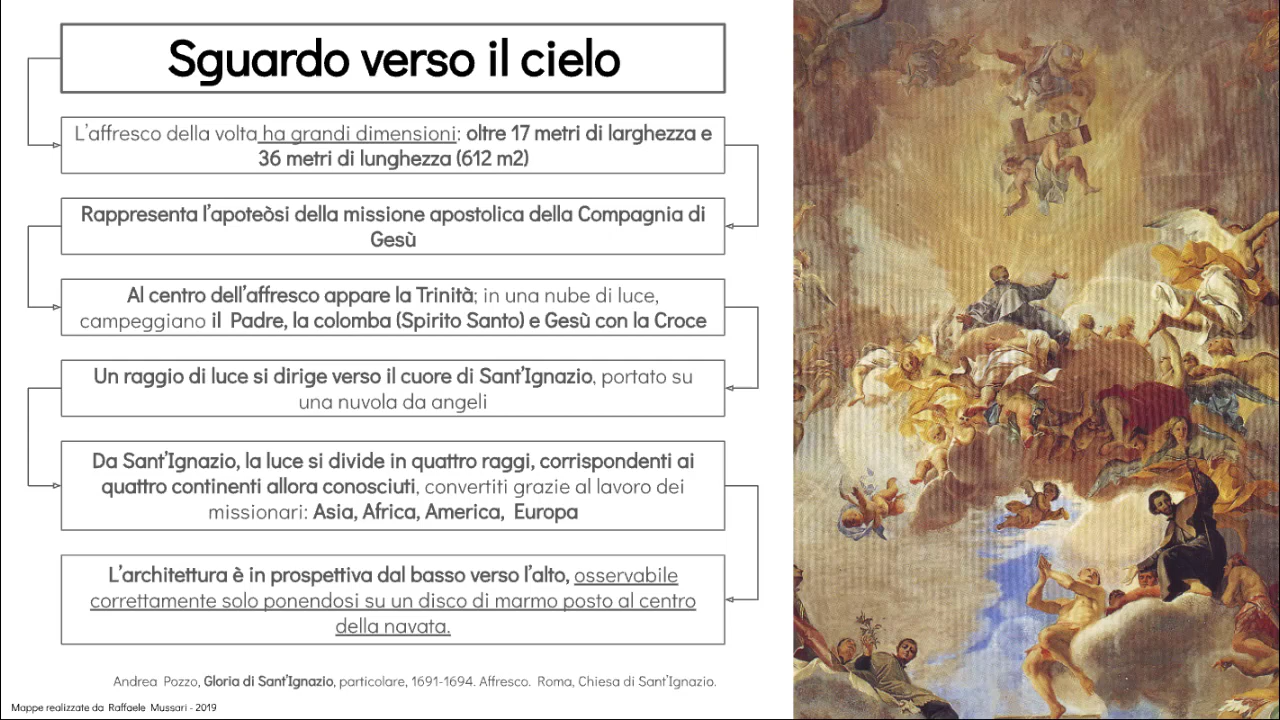 Sguardo verso il cielo
L'affresco della volta ha grandi dimensioni: oltre 17 metri di larghezza e
36 metri di lunghezza (612 m2)
Rappresenta l'apoteòsi della missione apostolica della Compagnia di
Gesù
Al centro dell'affresco appare la Trinità; in una nube di luce,
campeggiano il Padre, la colomba (Spirito Santo) e Gesù con la Croce
Un raggio di luce si dirige verso il cuore di Sant'Ignazio, portato su
una nuvola da angeli
Da Sant'Ignazio, la luce si divide in quattro raggi, corrispondenti ai
quattro continenti allora conosciuti, convertiti grazie al lavoro dei
missionari: Asia, Africa, America, Europa
L'architettura è in prospettiva dal basso verso l'alto, osservabile
correttamente solo ponendosi su un disco di marmo posto al centro
della navata.
Andrea Pozzo, Gloria di Sant'Ignazio, particolare, 1691-1694. Affresco. Roma, Chiesa di Sant'Ignazio.
Mappe realizzate da Raffaele Mussari - 2019